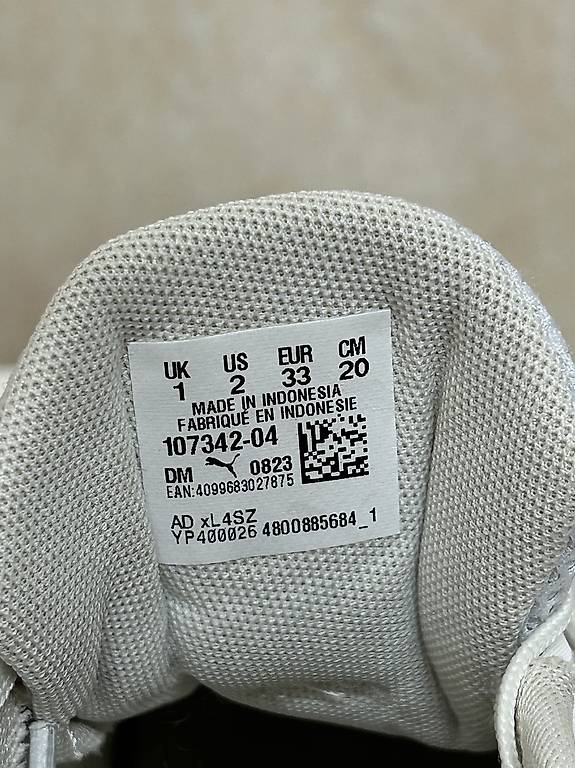 UK US EUR CM
1 2 33 20
MADE IN INDONESIA
FABRIQUÉ EN INDONESIE
107342-04
DM 0823
EAN:4099683027875
AD xL4SZ
YP400026 4800885684_1